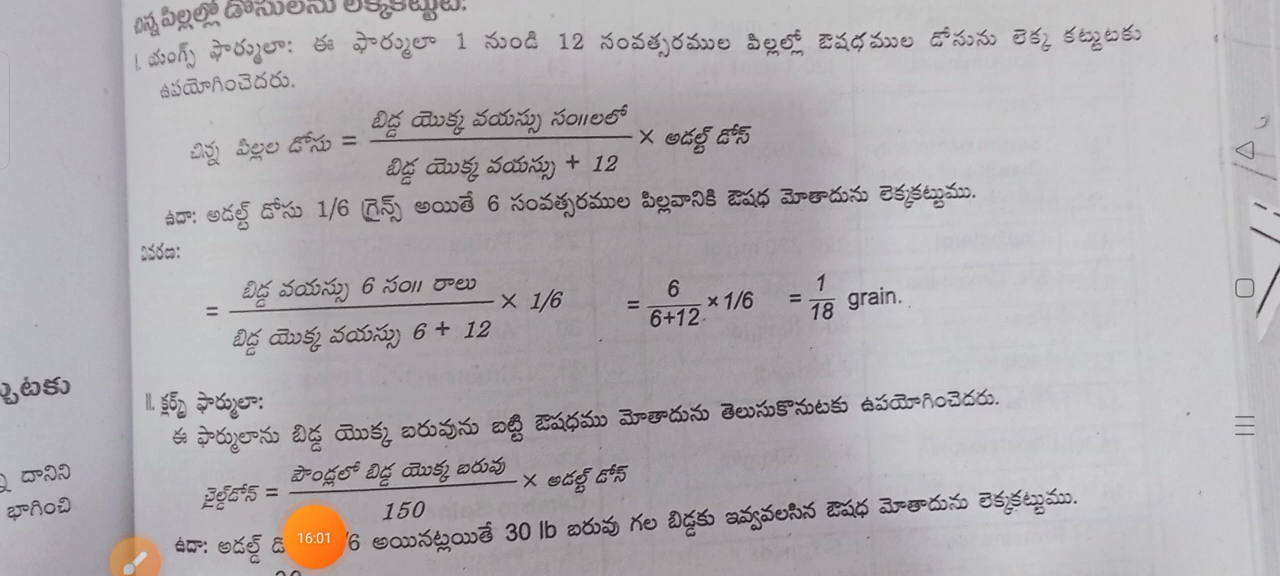 చిన్న పిల్లల్లో డోసులను లెక్కకట్టుట:
I. యంగ్స్ ఫార్ములా: ఈ ఫార్ములా 1 నుండి 12 సంవత్సరముల పిల్లల్లో ఔషధముల డోసును లెక్క కట్టుటకు
ఉపయోగించెదరు.
చిన్న పిల్లల డోసు = బిడ్డ యొక్క వయస్సు సం॥లలో / బిడ్డ యొక్క వయస్సు + 12 × అడల్ట్ డోస్
ఉదా: అడల్ట్ డోసు 1/6 గ్రైన్స్ అయితే 6 సంవత్సరముల పిల్లవానికి ఔషధ మోతాదును లెక్కకట్టుము.
వివరణ:
= బిడ్డ వయస్సు 6 సం॥ రాలు / బిడ్డ యొక్క వయస్సు 6 + 12 × 1/6 = 6 / 6+12 × 1/6 = 1 / 18 grain.
II. క్లర్క్స్ ఫార్ములా:
ఈ ఫార్ములాను బిడ్డ యొక్క బరువును బట్టి ఔషధము మోతాదును తెలుసుకొనుటకు ఉపయోగించెదరు.
చైల్డ్‌డోస్ = పౌండ్లలో బిడ్డ యొక్క బరువు / 150 × అడల్ట్ డోస్
ఉదా: అడల్ట్ /6 అయినట్లయితే 30 lb బరువు గల బిడ్డకు ఇవ్వవలసిన ఔషధ మోతాదును లెక్కకట్టుము.
16:01
దానిని
భాగించి